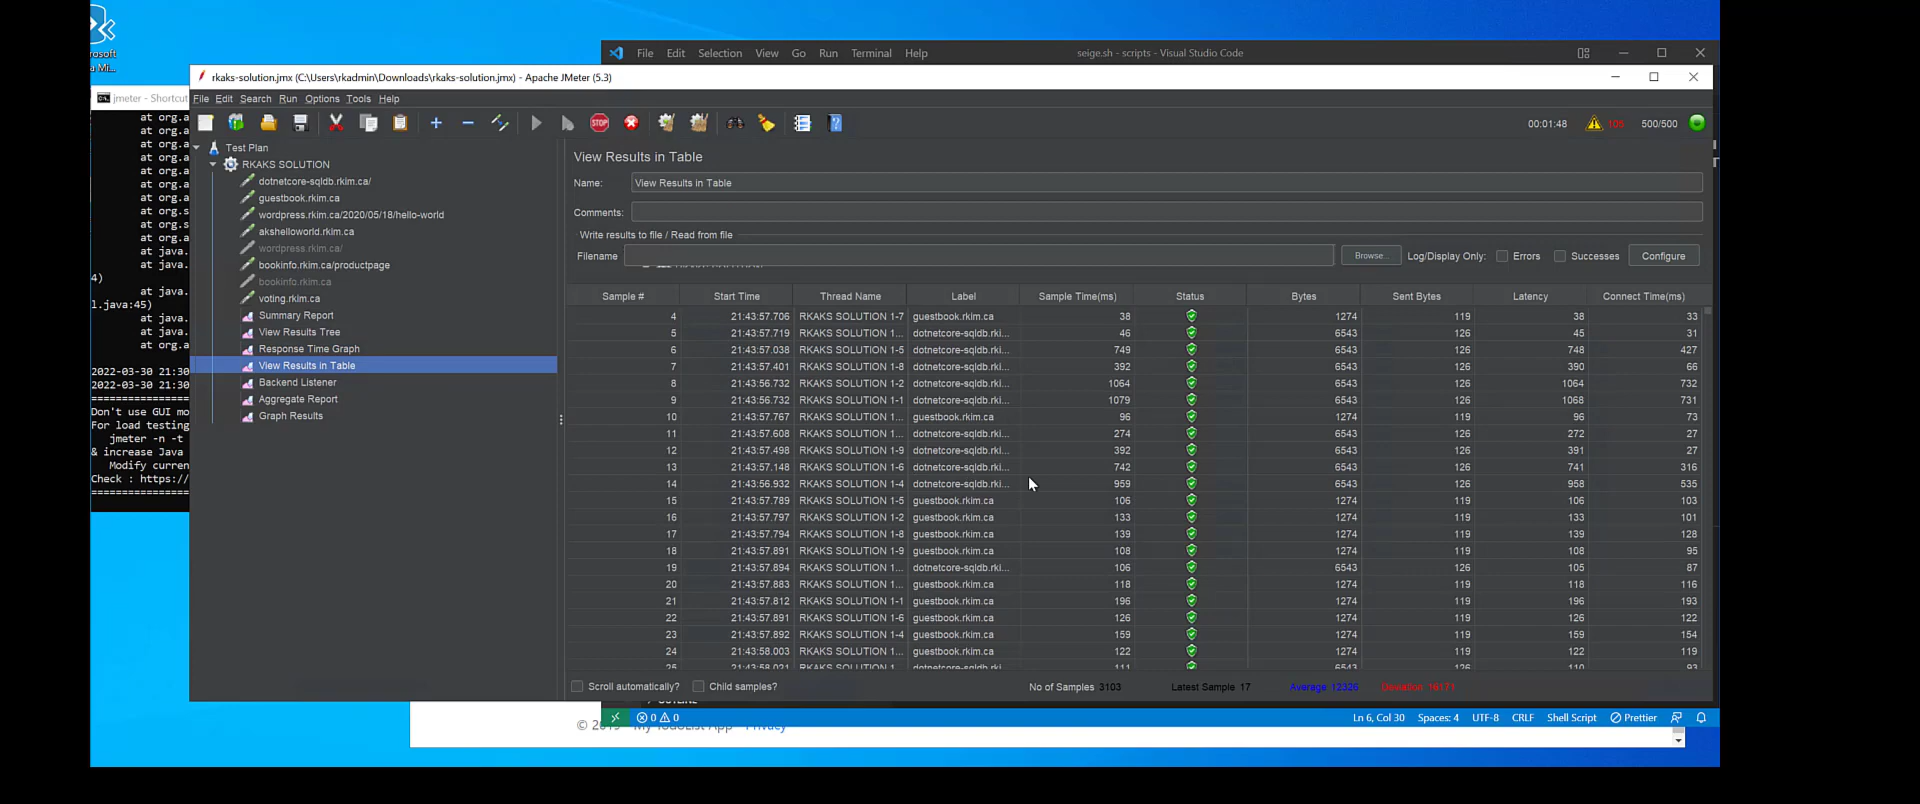 rosoft
a Mi...
File Edit Selection View Go Run Terminal Help
seige.sh - scripts - Visual Studio Code
jmeter - Shortcut
rkaks-solution.jmx (C:\Users\rkadmin\Downloads\rkaks-solution.jmx) - Apache JMeter (5.3)
File Edit Search Run Options Tools Help
STOP
00:01:48
500/500
at org.a
at org.a
at org.a
at org.a
at org.a
at org.a
at org.a
at org.s
at org.a
at org.a
at java.
at java.
4)
at java.
l.java:45)
at java.
at java.
at org.a
2022-03-30 21:30
2022-03-30 21:30
================
Don't use GUI mo
For load testing
jmeter -n -t
& increase Java
Modify curren
Check : https://
================
Test Plan
RKAKS SOLUTION
dotnetcore-sqldb.rkim.ca/
guestbook.rkim.ca
wordpress.rkim.ca/2020/05/18/hello-world
akshelloworld.rkim.ca
wordpress.rkim.ca/
bookinfo.rkim.ca/productpage
bookinfo.rkim.ca
voting.rkim.ca
Summary Report
View Results Tree
Response Time Graph
View Results in Table
Backend Listener
Aggregate Report
Graph Results
View Results in Table
Name: View Results in Table
Comments:
Write results to file / Read from file
Filename Browse... Log/Display Only: Errors Successes Configure
Sample # Start Time Thread Name Label Sample Time(ms) Status Bytes Sent Bytes Latency Connect Time(ms)
4 21:43:57.706 RKAKS SOLUTION 1-7 guestbook.rkim.ca 38 1274 119 38 33
5 21:43:57.719 RKAKS SOLUTION 1... dotnetcore-sqldb.rki... 46 6543 126 45 31
6 21:43:57.038 RKAKS SOLUTION 1-5 dotnetcore-sqldb.rki... 749 6543 126 748 427
7 21:43:57.401 RKAKS SOLUTION 1-8 dotnetcore-sqldb.rki... 392 6543 126 390 66
8 21:43:56.732 RKAKS SOLUTION 1-2 dotnetcore-sqldb.rki... 1064 6543 126 1064 732
9 21:43:56.732 RKAKS SOLUTION 1-1 dotnetcore-sqldb.rki... 1079 6543 126 1068 731
10 21:43:57.767 RKAKS SOLUTION 1... guestbook.rkim.ca 96 1274 119 96 73
11 21:43:57.608 RKAKS SOLUTION 1... dotnetcore-sqldb.rki... 274 6543 126 272 27
12 21:43:57.498 RKAKS SOLUTION 1-9 dotnetcore-sqldb.rki... 392 6543 126 391 27
13 21:43:57.148 RKAKS SOLUTION 1-6 dotnetcore-sqldb.rki... 742 6543 126 741 316
14 21:43:56.932 RKAKS SOLUTION 1-4 dotnetcore-sqldb.rki... 959 6543 126 958 535
15 21:43:57.789 RKAKS SOLUTION 1-5 guestbook.rkim.ca 106 1274 119 106 103
16 21:43:57.797 RKAKS SOLUTION 1-2 guestbook.rkim.ca 133 1274 119 133 101
17 21:43:57.794 RKAKS SOLUTION 1-8 guestbook.rkim.ca 139 1274 119 139 128
18 21:43:57.891 RKAKS SOLUTION 1-9 guestbook.rkim.ca 108 1274 119 108 95
19 21:43:57.894 RKAKS SOLUTION 1... dotnetcore-sqldb.rki... 106 6543 126 105 87
20 21:43:57.883 RKAKS SOLUTION 1... guestbook.rkim.ca 118 1274 119 118 116
21 21:43:57.812 RKAKS SOLUTION 1-1 guestbook.rkim.ca 196 1274 119 196 193
22 21:43:57.891 RKAKS SOLUTION 1-6 guestbook.rkim.ca 126 1274 119 126 122
23 21:43:57.892 RKAKS SOLUTION 1-4 guestbook.rkim.ca 159 1274 119 159 154
24 21:43:58.003 RKAKS SOLUTION 1... guestbook.rkim.ca 122 1274 119 122 119
25 21:43:58.021 RKAKS SOLUTION 1... dotnetcore-sqldb.rki... 111 6543 126 110 93
Scroll automatically? Child samples? No of Samples 3103 Latest Sample 17 Average 12326 Deviation 16171
OUTLINE
0 0 Ln 6, Col 30 Spaces: 4 UTF-8 CRLF Shell Script Prettier
© 2019 - My TodoList App - Privacy